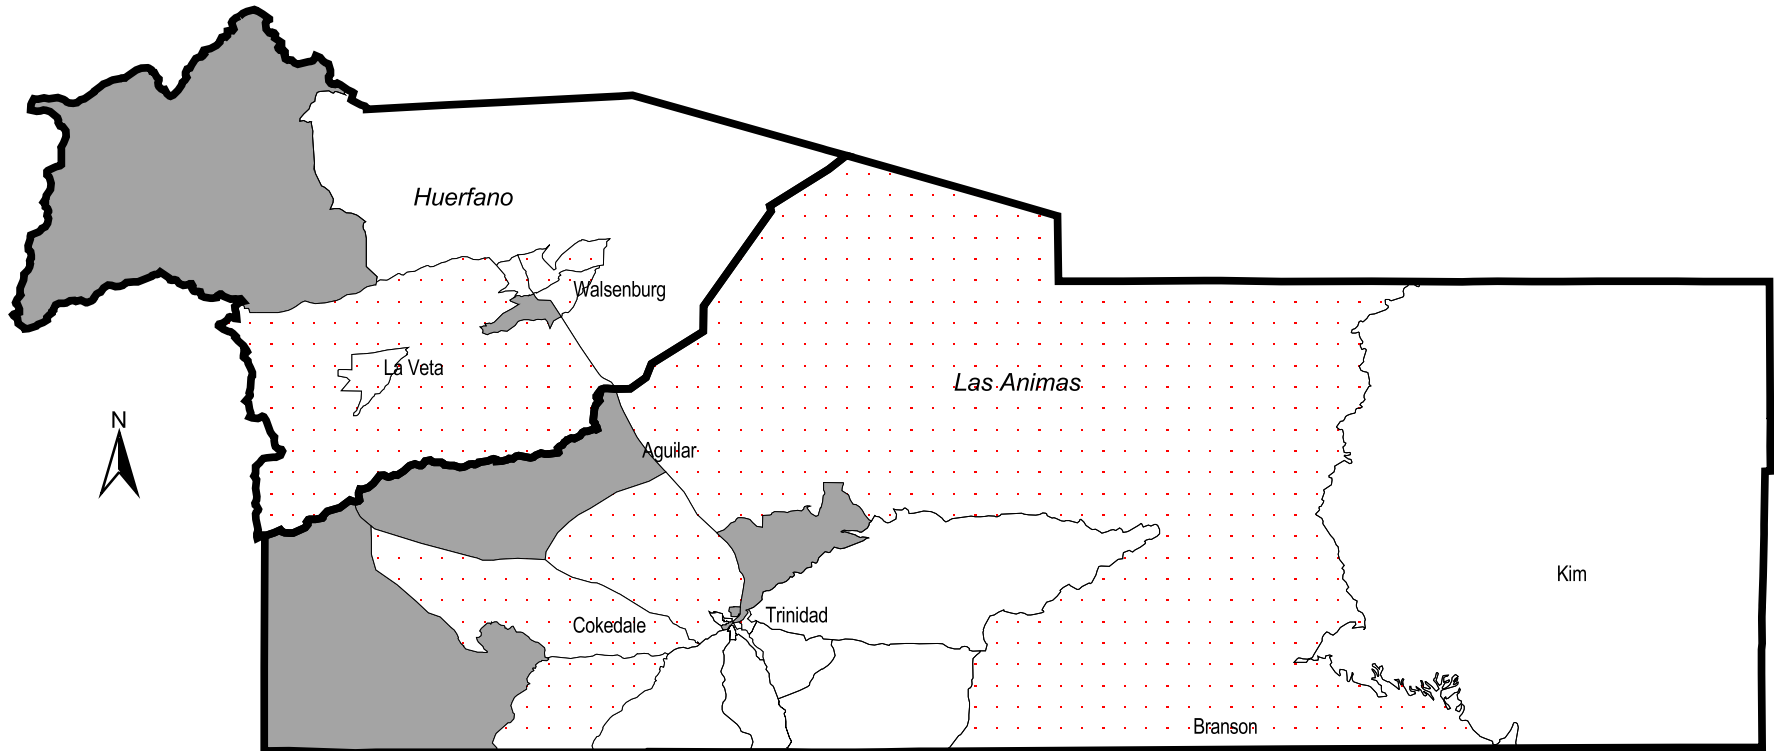 Huerfano
Walsenburg
La Veta
Las Animas
N
Aguilar
Kim
Trinidad
Cokedale
Branson